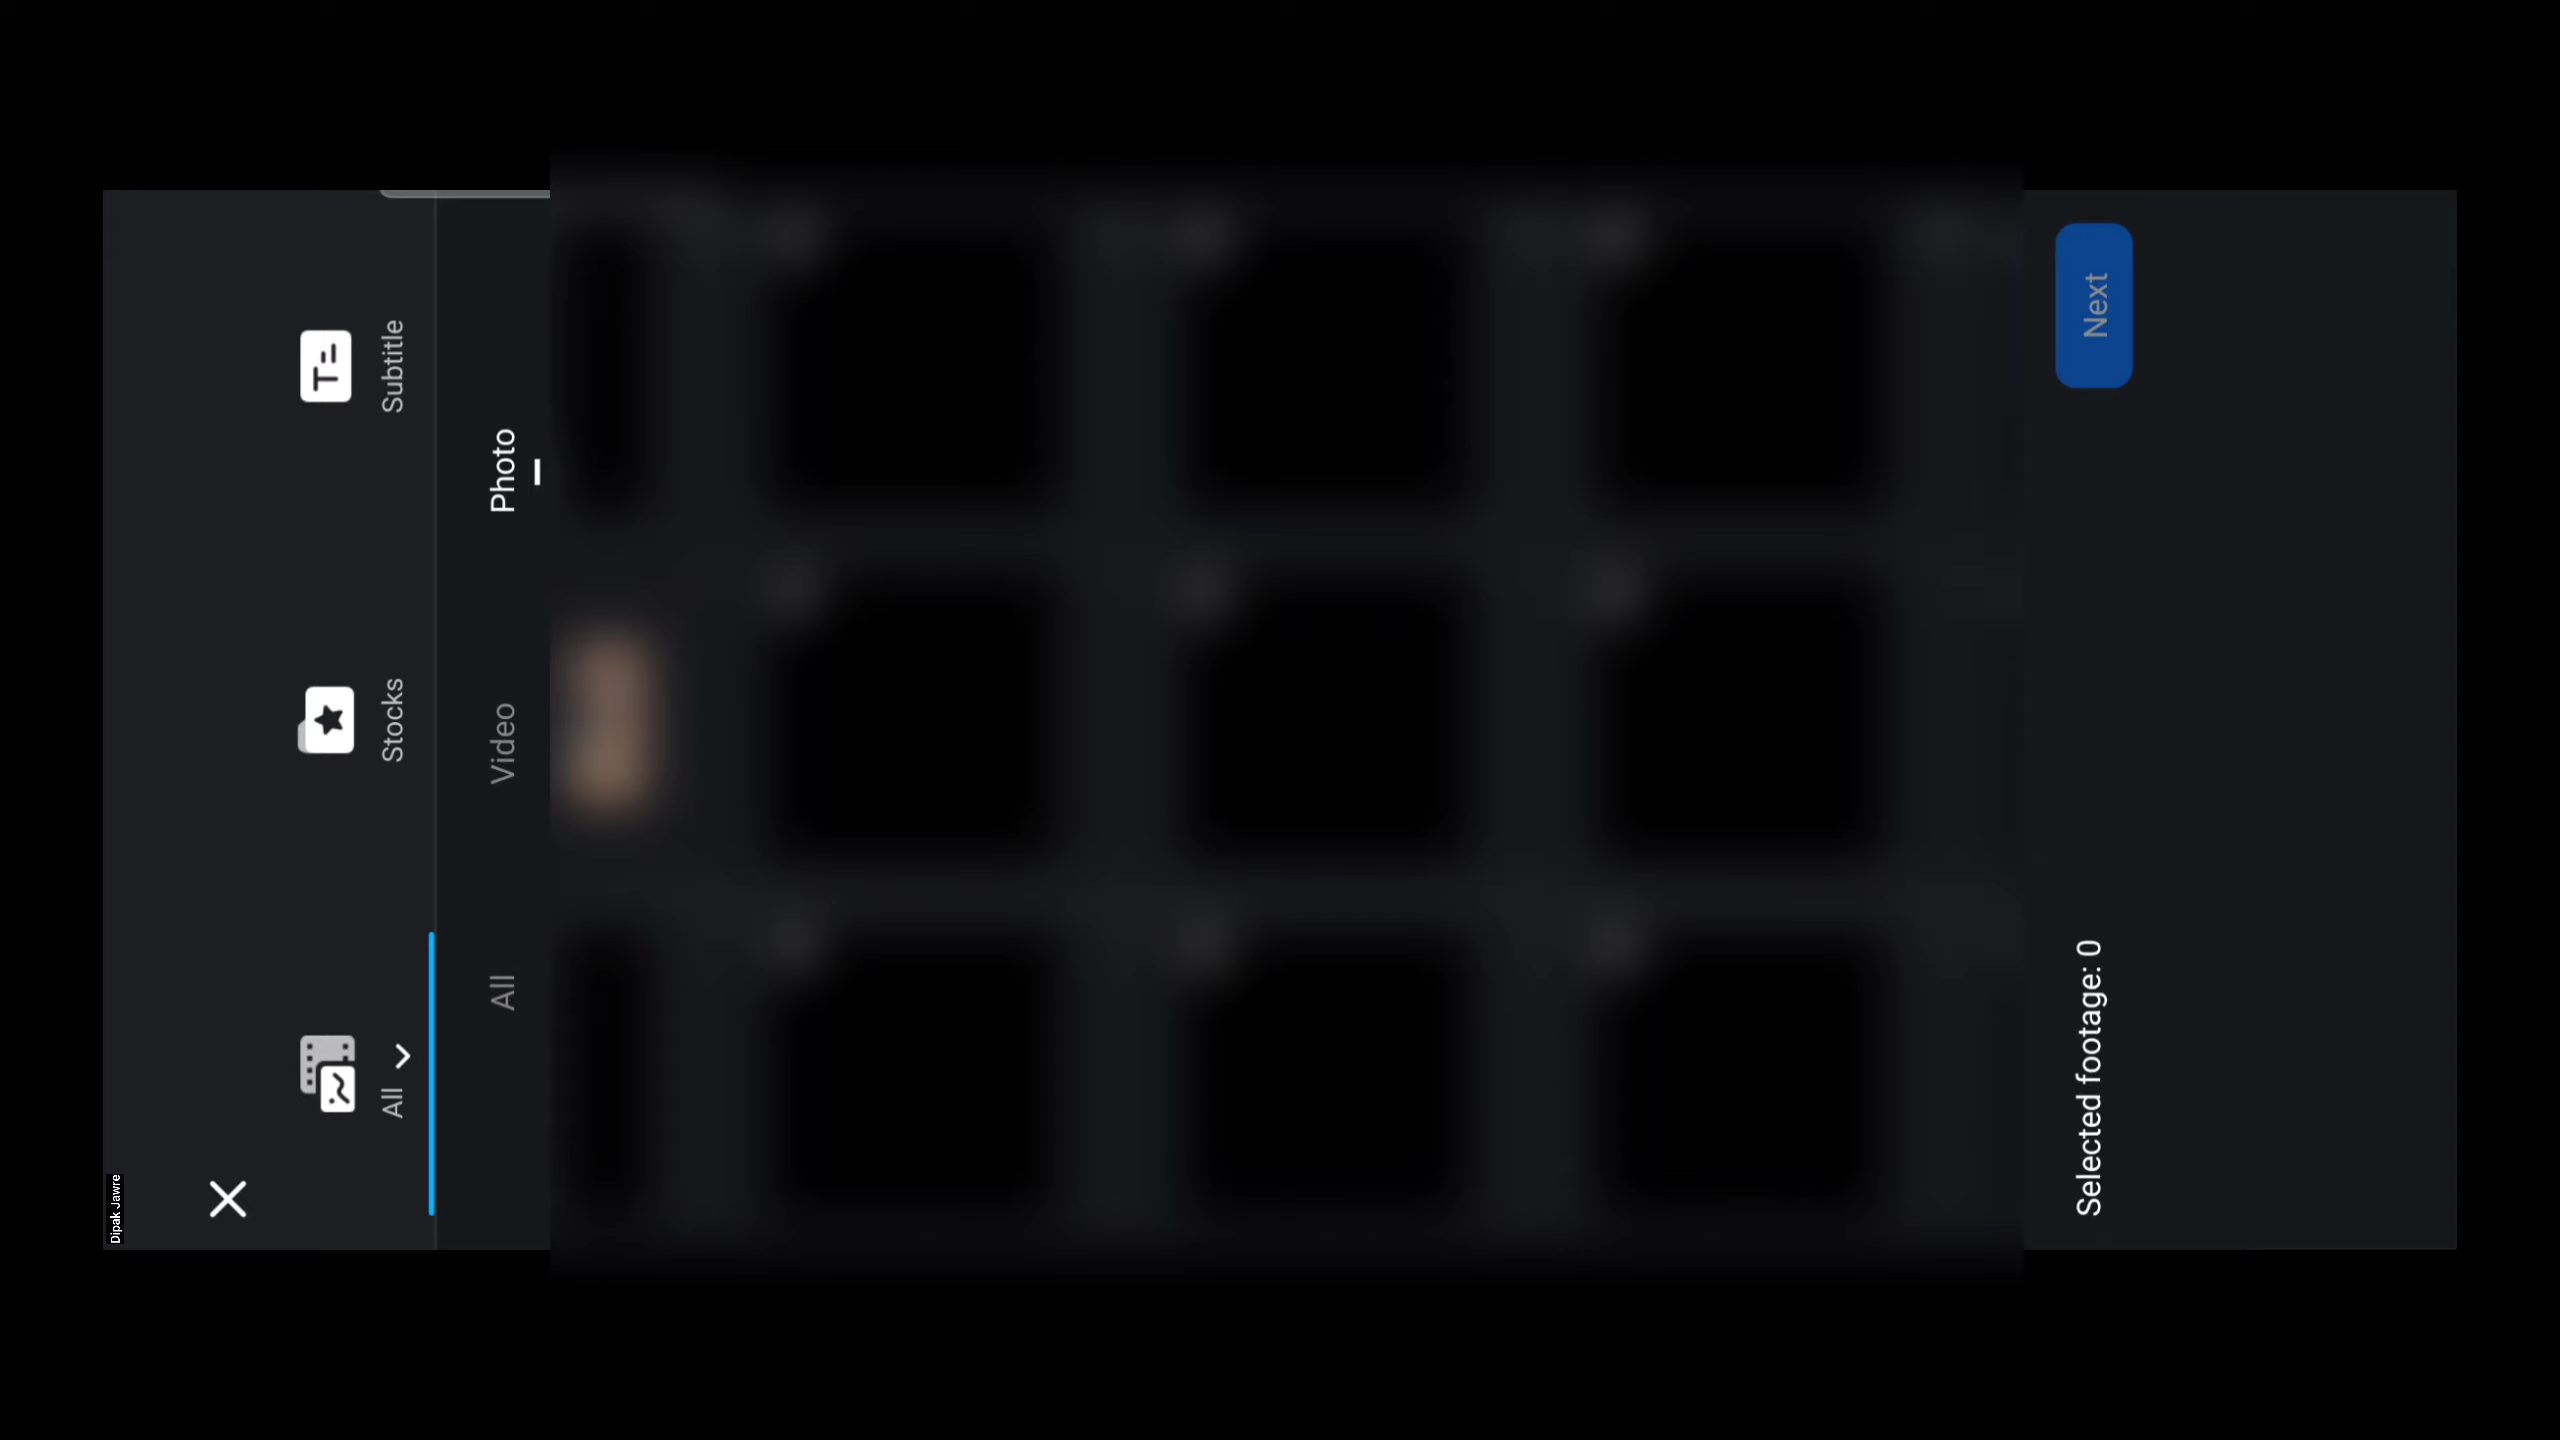 Dipak Jawre
All
Stocks
Subtitle
All
Video
Photo
Selected footage: 0
Next